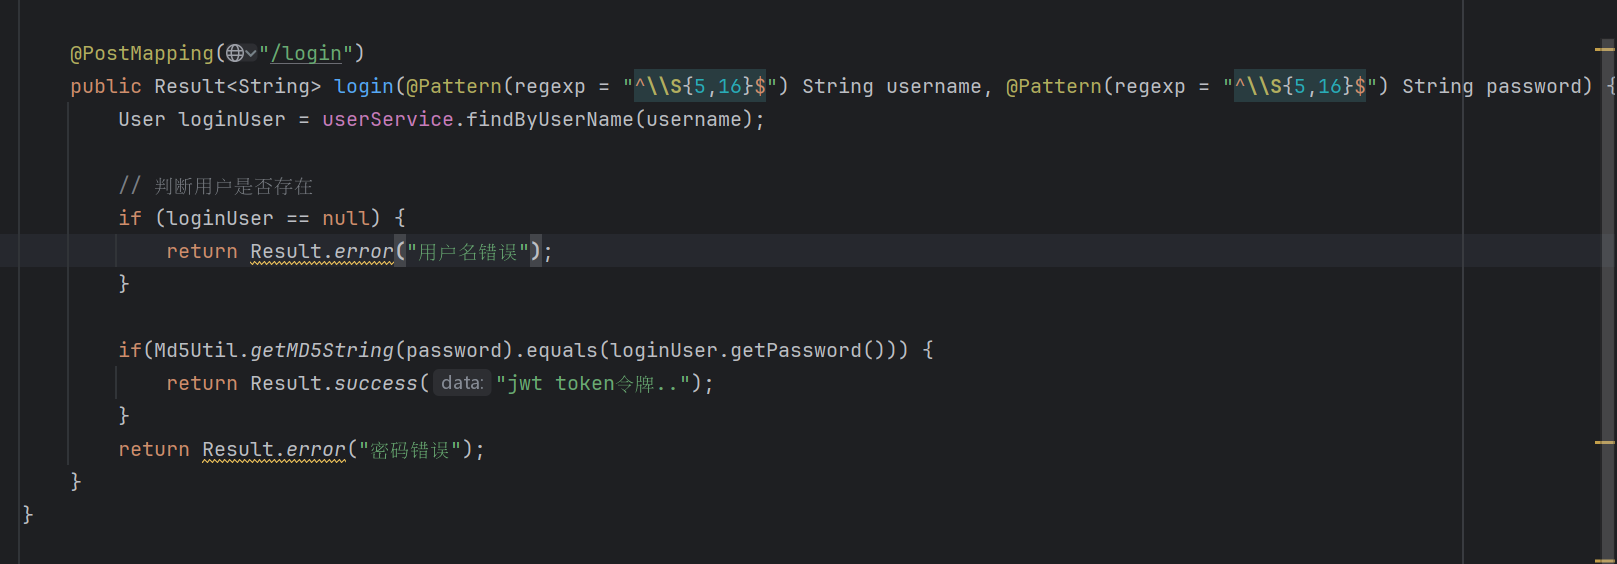 @PostMapping("/login")
public Result<String> login(@Pattern(regexp = "^\\S{5,16}$") String username, @Pattern(regexp = "^\\S{5,16}$") String password) {
User loginUser = userService.findByUserName(username);
// 判断用户是否存在
if (loginUser == null) {
return Result.error("用户名错误");
}
if(Md5Util.getMD5String(password).equals(loginUser.getPassword())) {
return Result.success( data: "jwt token令牌..");
}
return Result.error("密码错误");
}
}